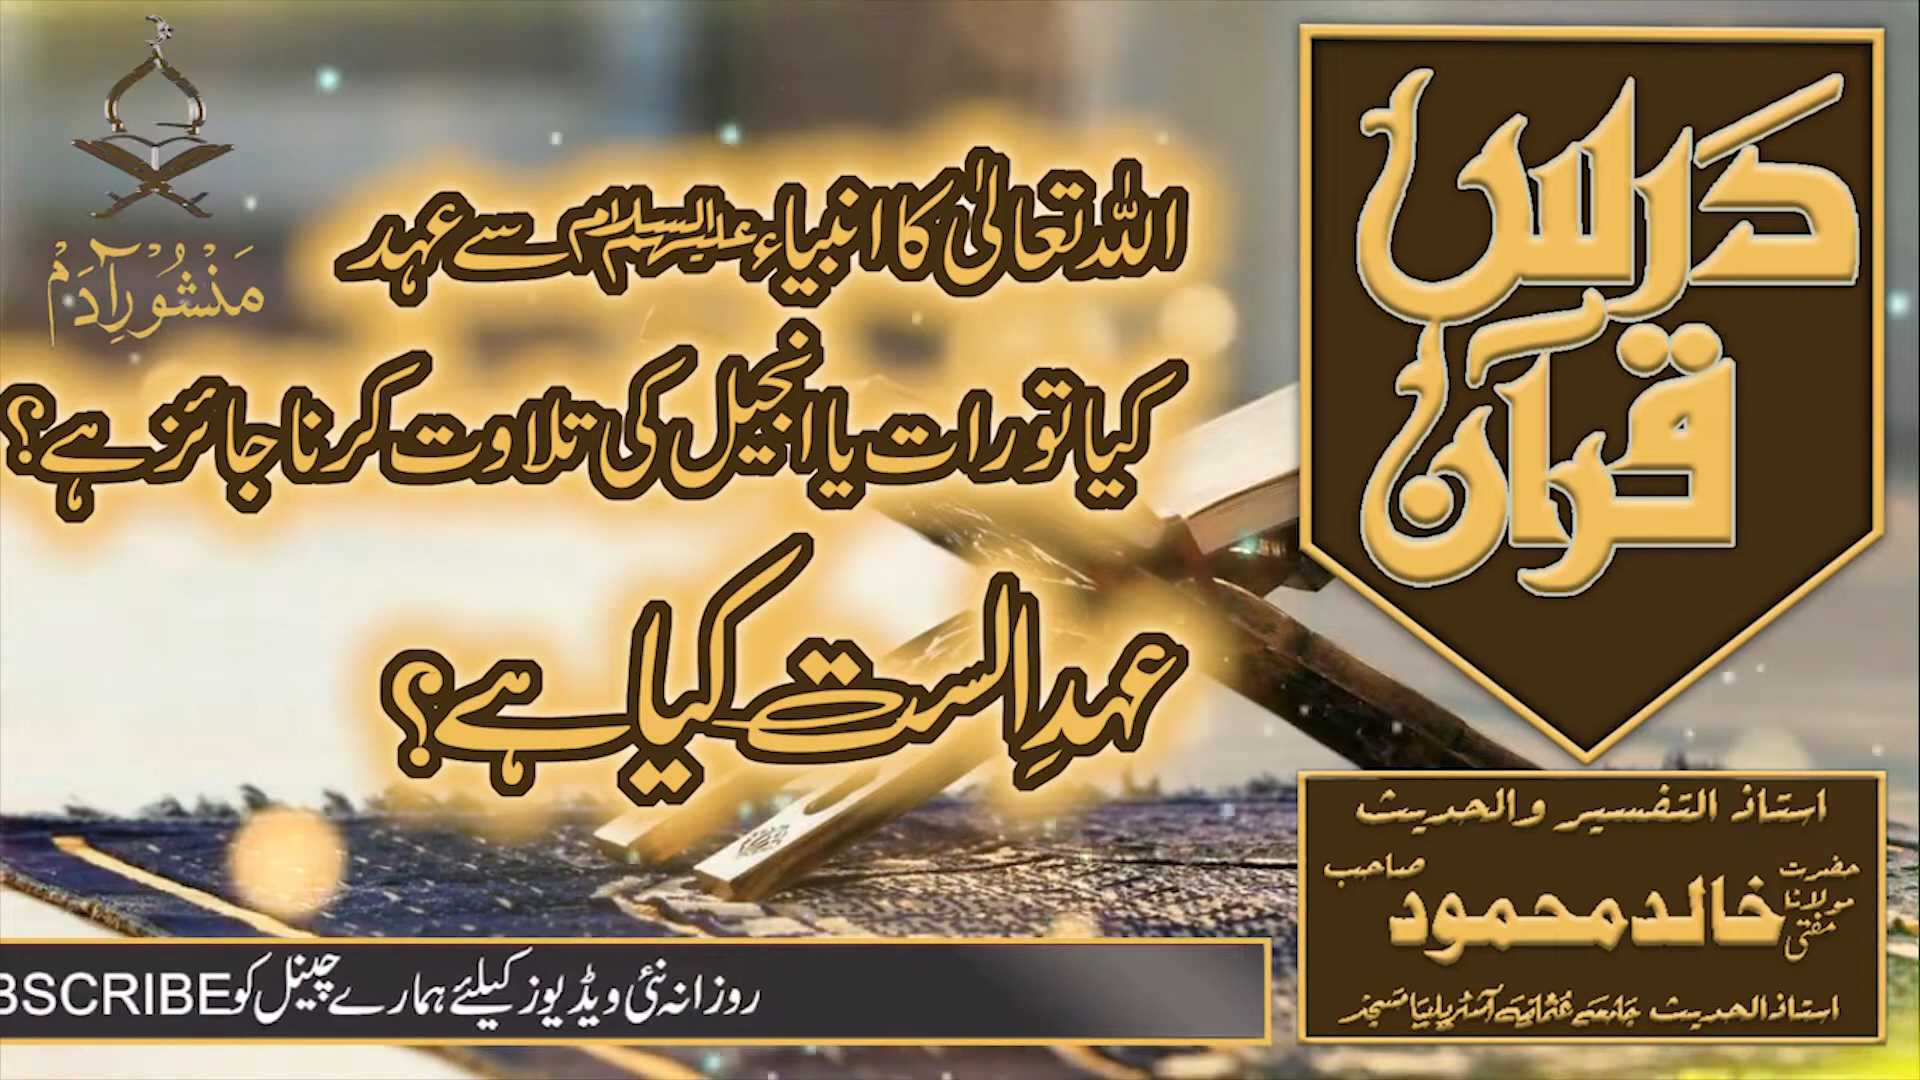 درس
قرآن
اللہ تعالیٰ کا انبیاء علیہم السلام سے عہد
کیا تورات یا انجیل کی تلاوت کرنا جائز ہے؟
عہدِ الست کیا ہے؟
مَنْشُوْرِ آدَمْ
استاذ التفسیر والحدیث
حضرت مولانا مفتی خالد محمود صاحب
استاذ الحدیث جامعہ عثمانیہ آسٹریلیا مسجد
روزانہ نئی ویڈیوز کیلئے ہمارے چینل کو BSCRIBE